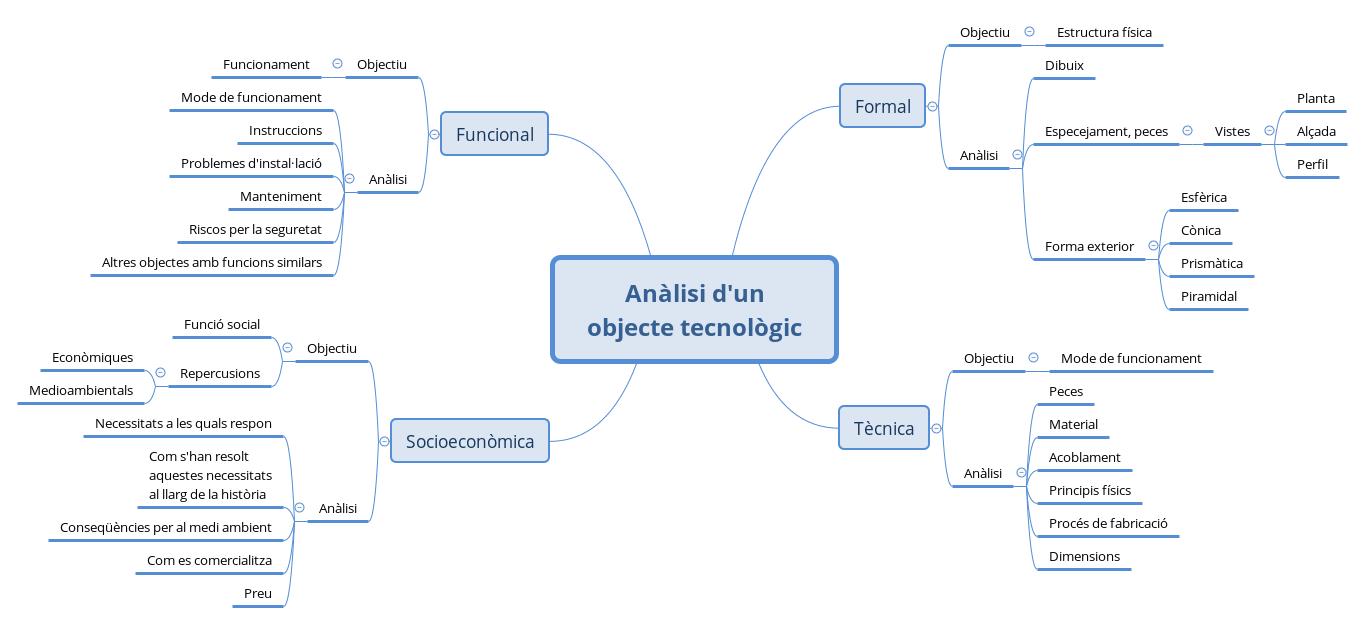 Anàlisi d'un
objecte tecnològic
Formal
Objectiu
Estructura física
Anàlisi
Dibuix
Especejament, peces
Vistes
Planta
Alçada
Perfil
Forma exterior
Esfèrica
Cònica
Prismàtica
Piramidal
Tècnica
Objectiu
Mode de funcionament
Anàlisi
Peces
Material
Acoblament
Principis físics
Procés de fabricació
Dimensions
Funcional
Objectiu
Funcionament
Anàlisi
Mode de funcionament
Instruccions
Problemes d'instal·lació
Manteniment
Riscos per la seguretat
Altres objectes amb funcions similars
Socioeconòmica
Objectiu
Funció social
Repercusions
Econòmiques
Medioambientals
Anàlisi
Necessitats a les quals respon
Com s'han resolt
aquestes necessitats
al llarg de la història
Conseqüències per al medi ambient
Com es comercialitza
Preu